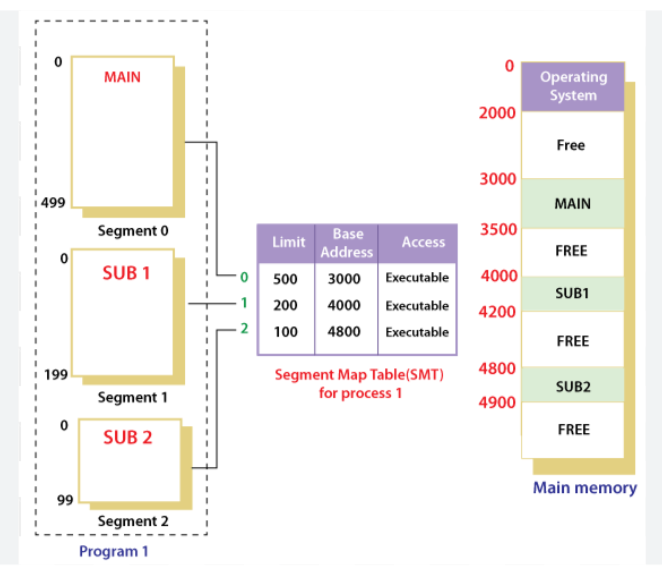 0
MAIN
499
Segment 0
0
SUB 1
199
Segment 1
0
SUB 2
99
Segment 2
Program 1
Limit Base Address Access
0 500 3000 Executable
1 200 4000 Executable
2 100 4800 Executable
Segment Map Table(SMT)
for process 1
0
Operating
System
2000
Free
3000
MAIN
3500
FREE
4000
SUB1
4200
FREE
4800
SUB2
4900
FREE
Main memory